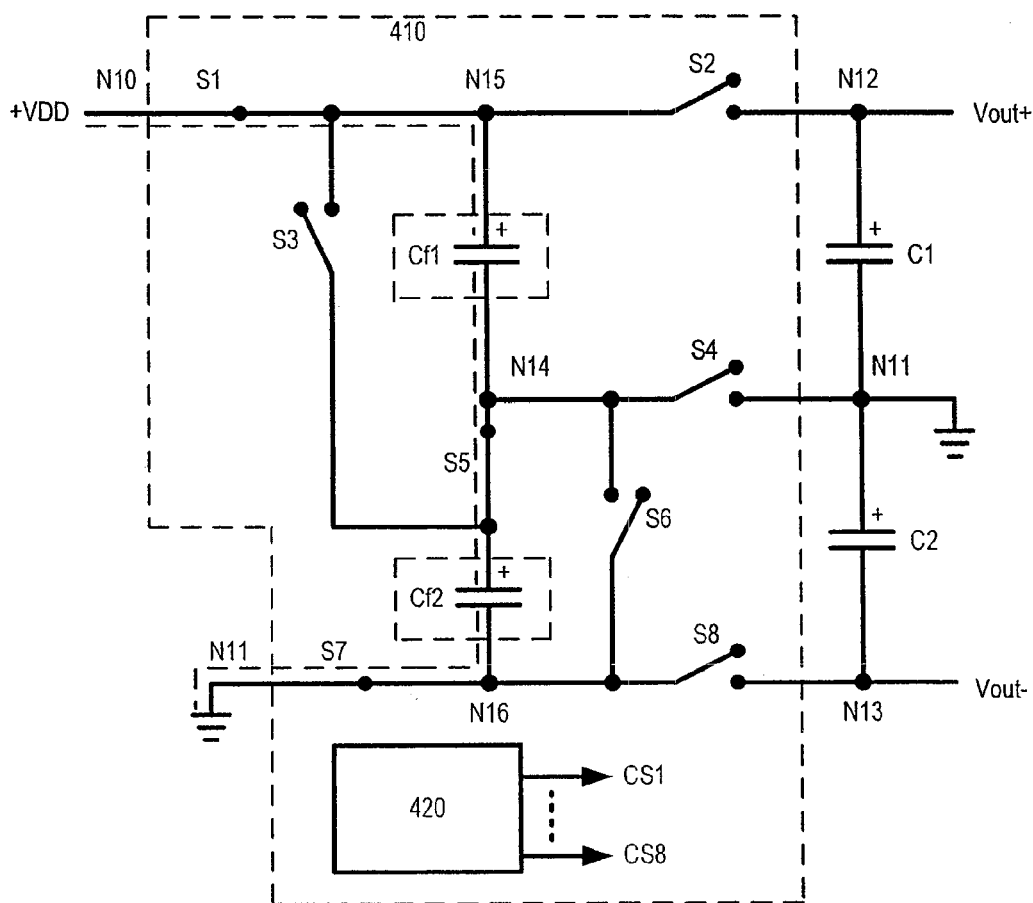 410
N10 S1 N15 S2 N12
+VDD Vout+
S3 Cf1 + + C1
N14 S4 N11
S5 S6
Cf2 + + C2
N11 S7 S8
N16 N13 Vout-
420 CS1
CS8